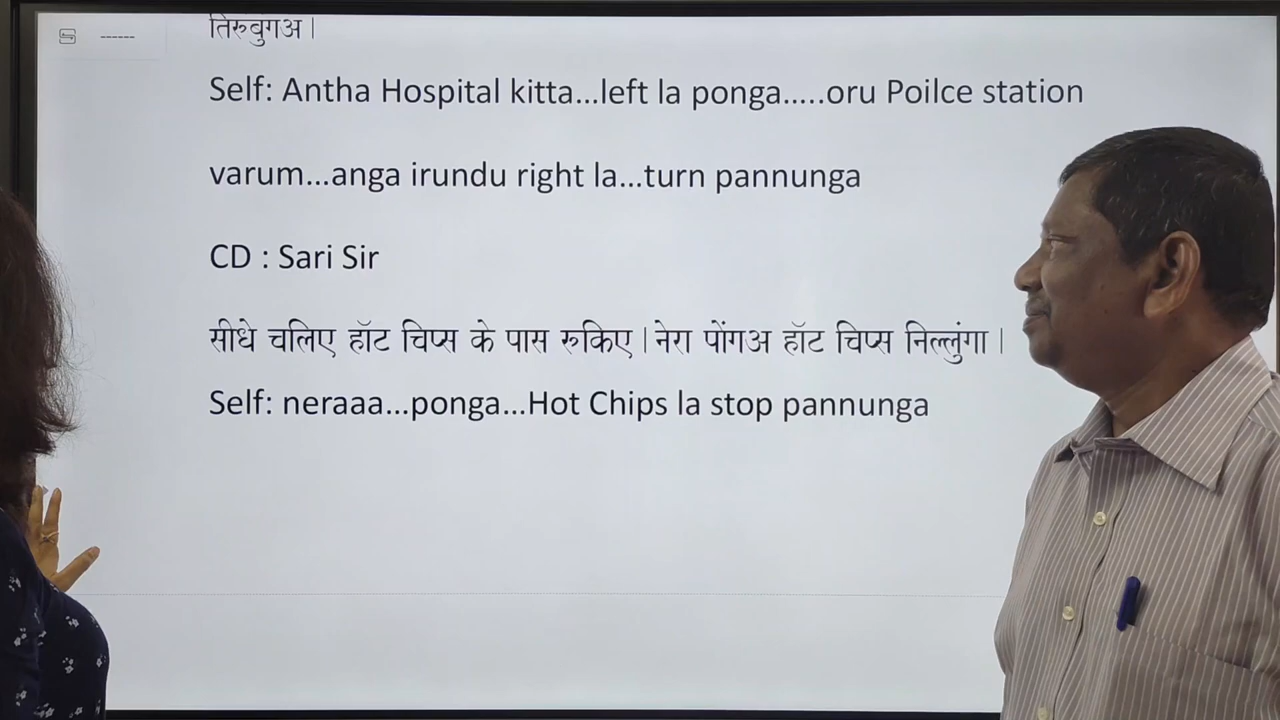 तिरुबुगअ |
Self: Antha Hospital kitta...left la ponga.....oru Poilce station
varum...anga irundu right la...turn pannunga
CD : Sari Sir
सीधे चलिए हॉट चिप्स के पास रुकिए | नेरा पोंगअ हॉट चिप्स निल्लुंगा |
Self: neraaa...ponga...Hot Chips la stop pannunga